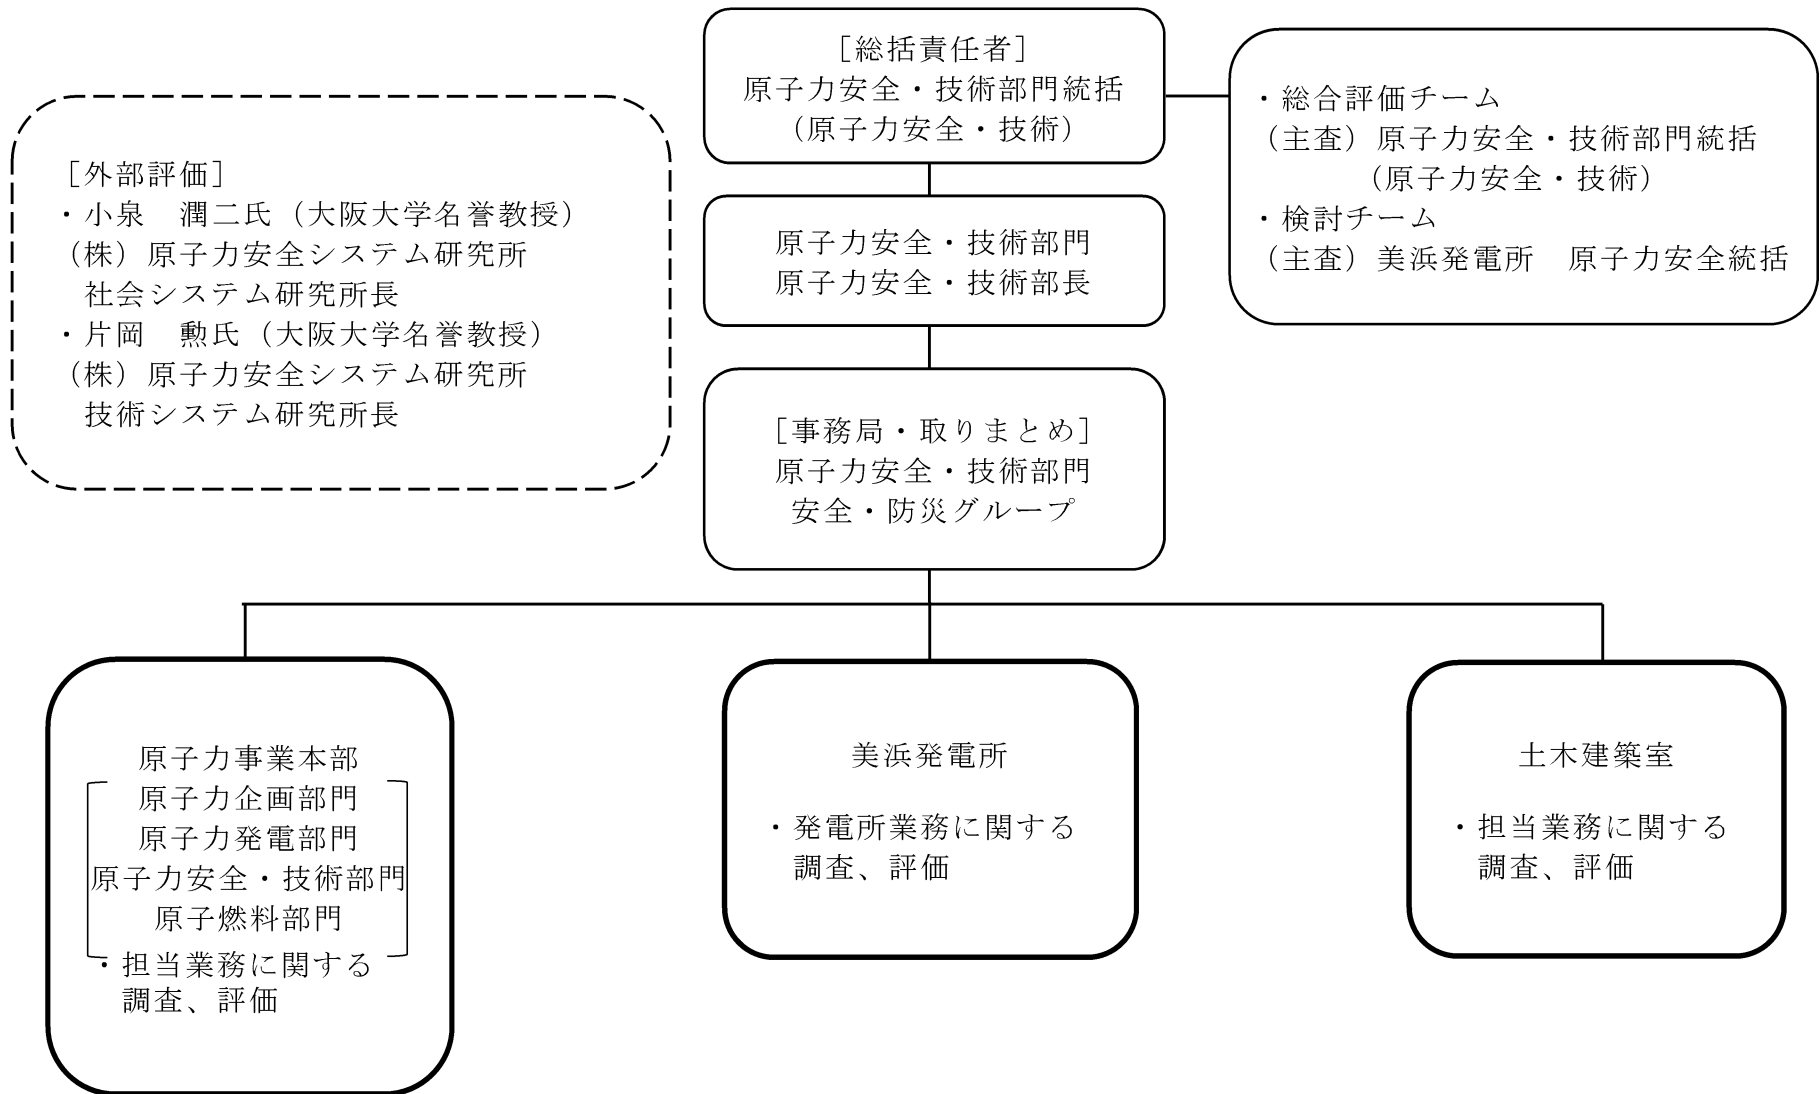 ［総括責任者］
原子力安全・技術部門統括
（原子力安全・技術）
・総合評価チーム
（主査）原子力安全・技術部門統括
（原子力安全・技術）
・検討チーム
（主査）美浜発電所　原子力安全統括
［外部評価］
・小泉　潤二氏（大阪大学名誉教授）
（株）原子力安全システム研究所
社会システム研究所長
・片岡　勲氏（大阪大学名誉教授）
（株）原子力安全システム研究所
技術システム研究所長
原子力安全・技術部門
原子力安全・技術部長
［事務局・取りまとめ］
原子力安全・技術部門
安全・防災グループ
原子力事業本部
原子力企画部門
原子力発電部門
原子力安全・技術部門
原子燃料部門
・担当業務に関する
調査、評価
美浜発電所
・発電所業務に関する
調査、評価
土木建築室
・担当業務に関する
調査、評価